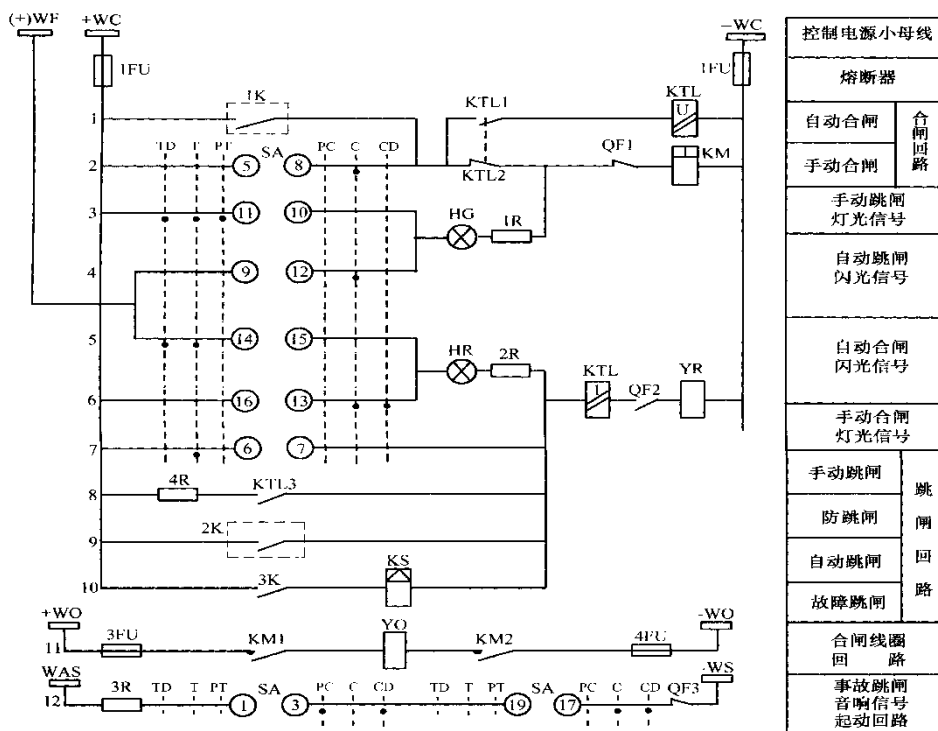 (+)WF +WC -WC 控制电源小母线
1FU 1FU 熔断器
1 1K KTL1 KTL U 自动合闸 合闸回路
TD T PT SA PC C CD
2 5 8 KTL2 QF1 KM 手动合闸
3 11 10 HG 1R 手动跳闸
灯光信号
4 9 12 自动跳闸
闪光信号
5 14 15 HR 2R 自动合闸
闪光信号
6 16 13 KTL I QF2 YR 手动合闸
灯光信号
7 6 7
8 4R KTL3 手动跳闸 跳闸回路
防跳闸
9 2K 自动跳闸
10 3K KS 故障跳闸
+WO -WO
11 3FU KM1 YO KM2 4FU 合闸线圈
回 路
WAS -WS
12 3R TD T PT SA 1 3 PC C CD TD T PT SA 19 17 PC C CD QF3 事故跳闸
音响信号
起动回路